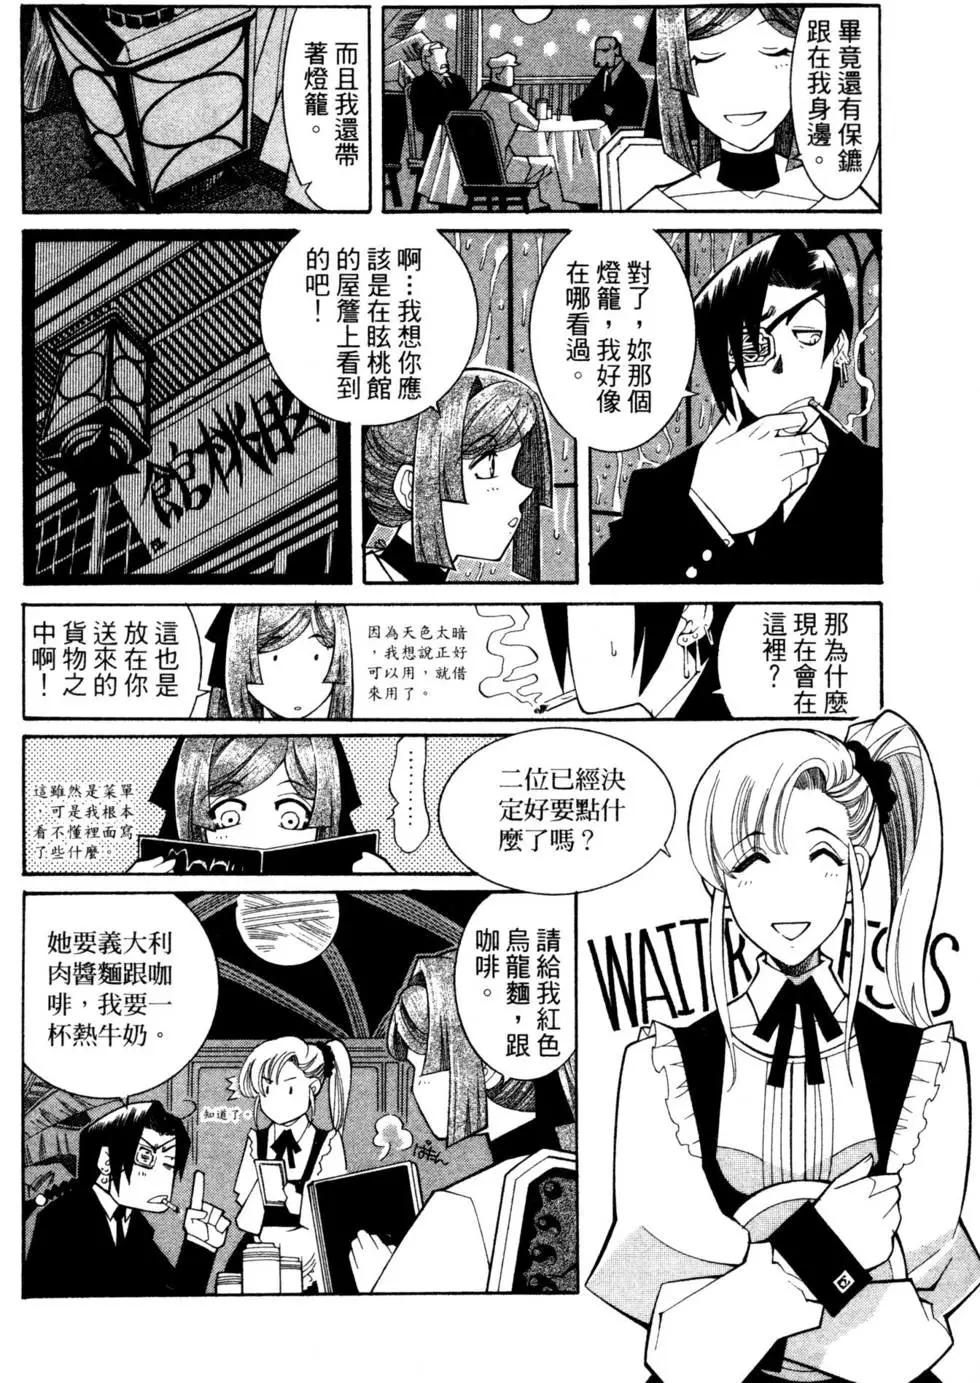 畢竟還有保鑣
跟在我身邊。
而且我還帶
著燈籠。
對了，妳那個
燈籠，我好像
在哪看過。
啊…我想你應
該是在眩桃館
的屋簷上看到
的吧！
眩桃館
那為什麼
現在會在
這裡？
因為天色太暗
，我想說正好
可以用，就借
來用了。
這也是
放在你
送來的
貨物之
中啊！
二位已經決
定好要點什
麼了嗎？
………
這雖然是菜單
，可是我根本
看不懂裡面寫
了些什麼。
WAITRESS
請給我紅色
烏龍麵，跟
咖啡。
ぱたん
知道了。
她要義大利
肉醬麵跟咖
啡，我要一
杯熱牛奶。